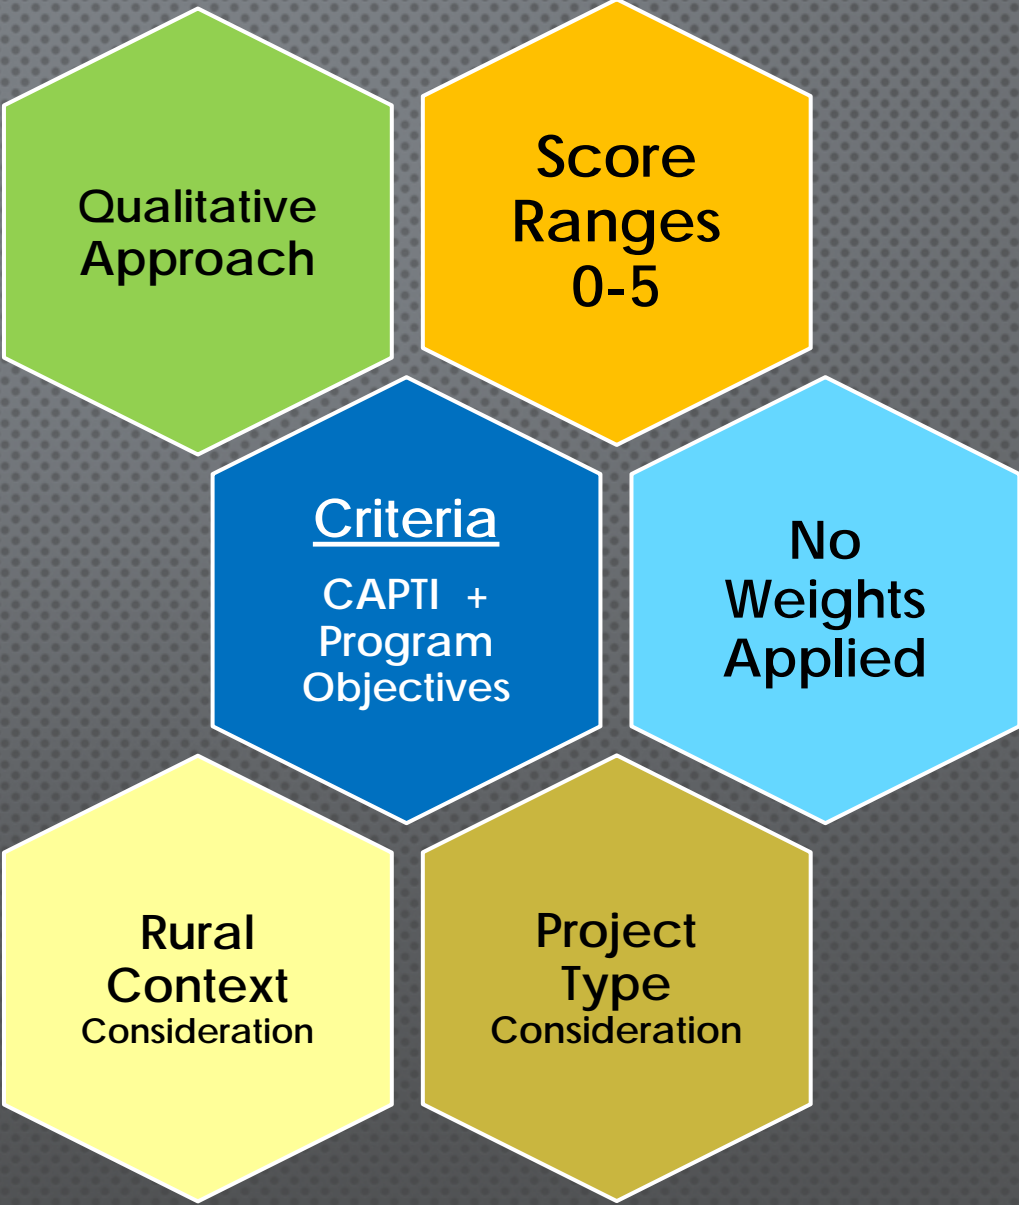 Qualitative
Approach
Score
Ranges
0-5
Criteria
CAPTI +
Program
Objectives
No
Weights
Applied
Rural
Context
Consideration
Project
Type
Consideration